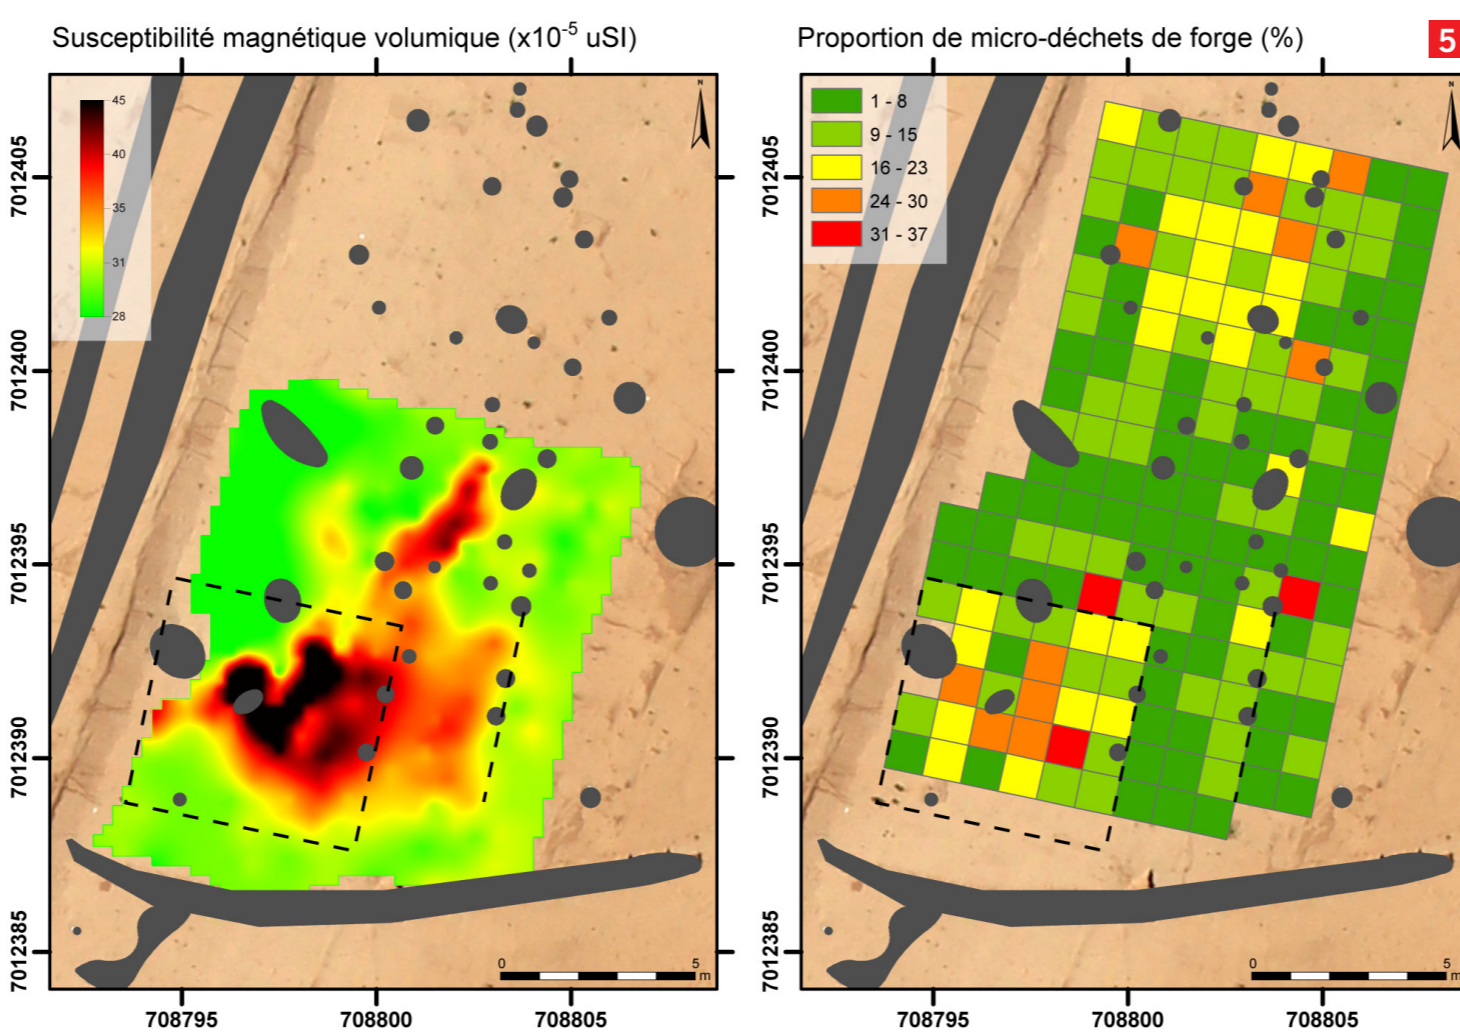 Susceptibilité magnétique volumique (x10-5 uSI)
Proportion de micro-déchets de forge (%)
5
45
40
35
31
28
N
7012405
7012400
7012395
7012390
7012385
0 5
m
708795 708800 708805
1 - 8
9 - 15
16 - 23
24 - 30
31 - 37
N
7012405
7012400
7012395
7012390
7012385
0 5
m
708795 708800 708805